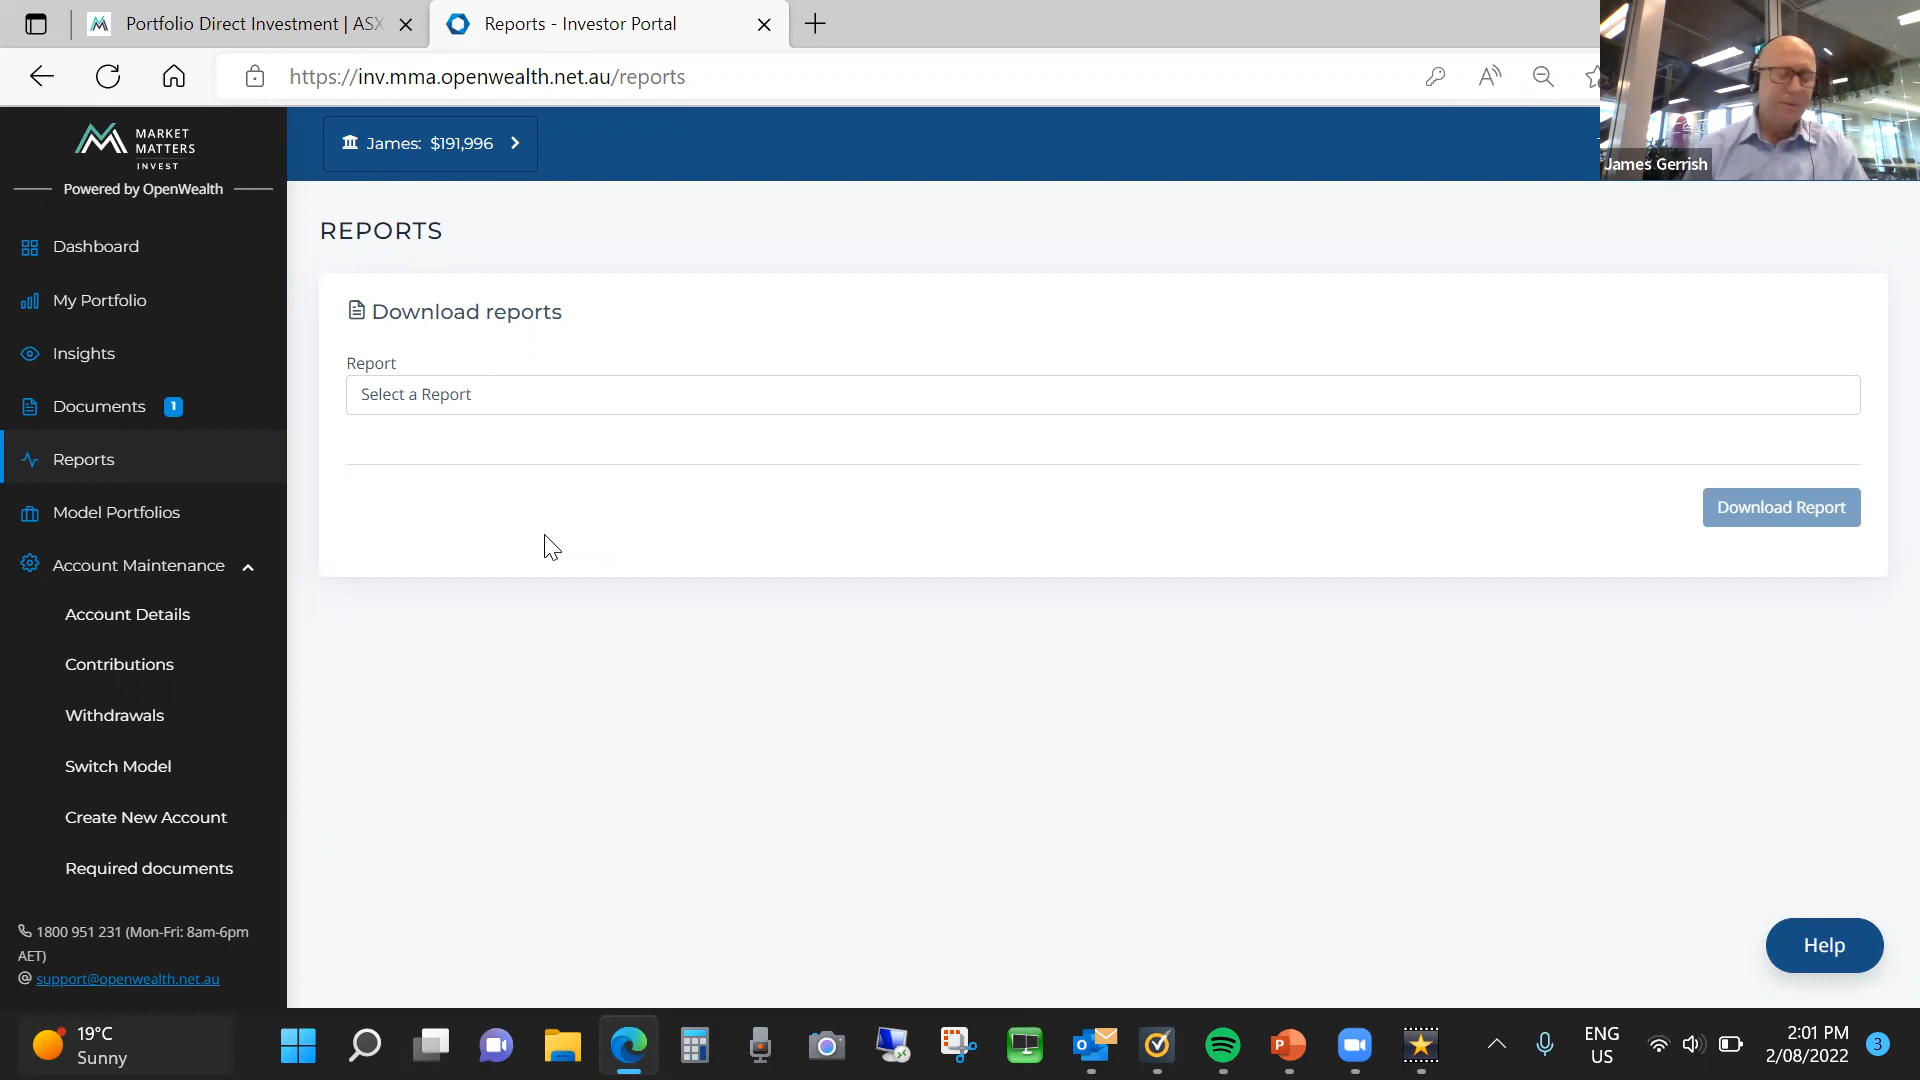 Portfolio Direct Investment | ASX
Reports - Investor Portal
https://inv.mma.openwealth.net.au/reports
MARKET
MATTERS
INVEST
Powered by OpenWealth
James: $191,996
James Gerrish
Dashboard
My Portfolio
Insights
Documents 1
Reports
Model Portfolios
Account Maintenance
Account Details
Contributions
Withdrawals
Switch Model
Create New Account
Required documents
1800 951 231 (Mon-Fri: 8am-6pm
AET)
support@openwealth.net.au
REPORTS
Download reports
Report
Select a Report
Download Report
Help
19°C
Sunny
ENG
US
2:01 PM
2/08/2022
3